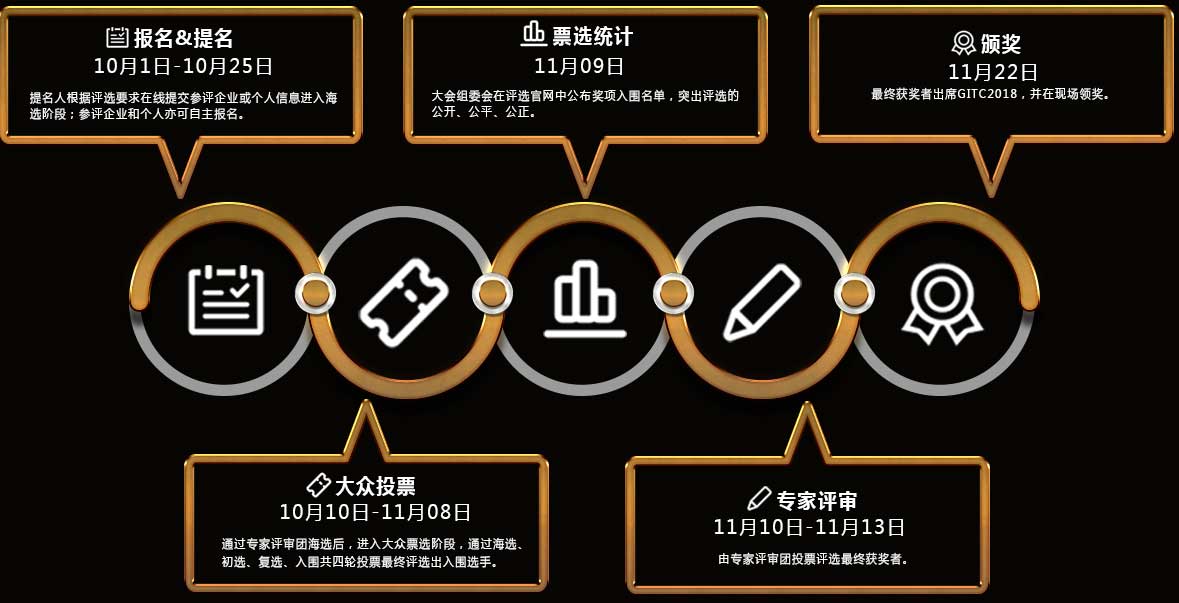 报名&提名
10月1日-10月25日
提名人根据评选要求在线提交参评企业或个人信息进入海
选阶段；参评企业和个人亦可自主报名。
票选统计
11月09日
大会组委会在评选官网中公布奖项入围名单，突出评选的
公开、公平、公正。
颁奖
11月22日
最终获奖者出席GITC2018，并在现场领奖。
大众投票
10月10日-11月08日
通过专家评审团海选后，进入大众票选阶段，通过海选、
初选、复选、入围共四轮投票最终评选出入围选手。
专家评审
11月10日-11月13日
由专家评审团投票评选最终获奖者。